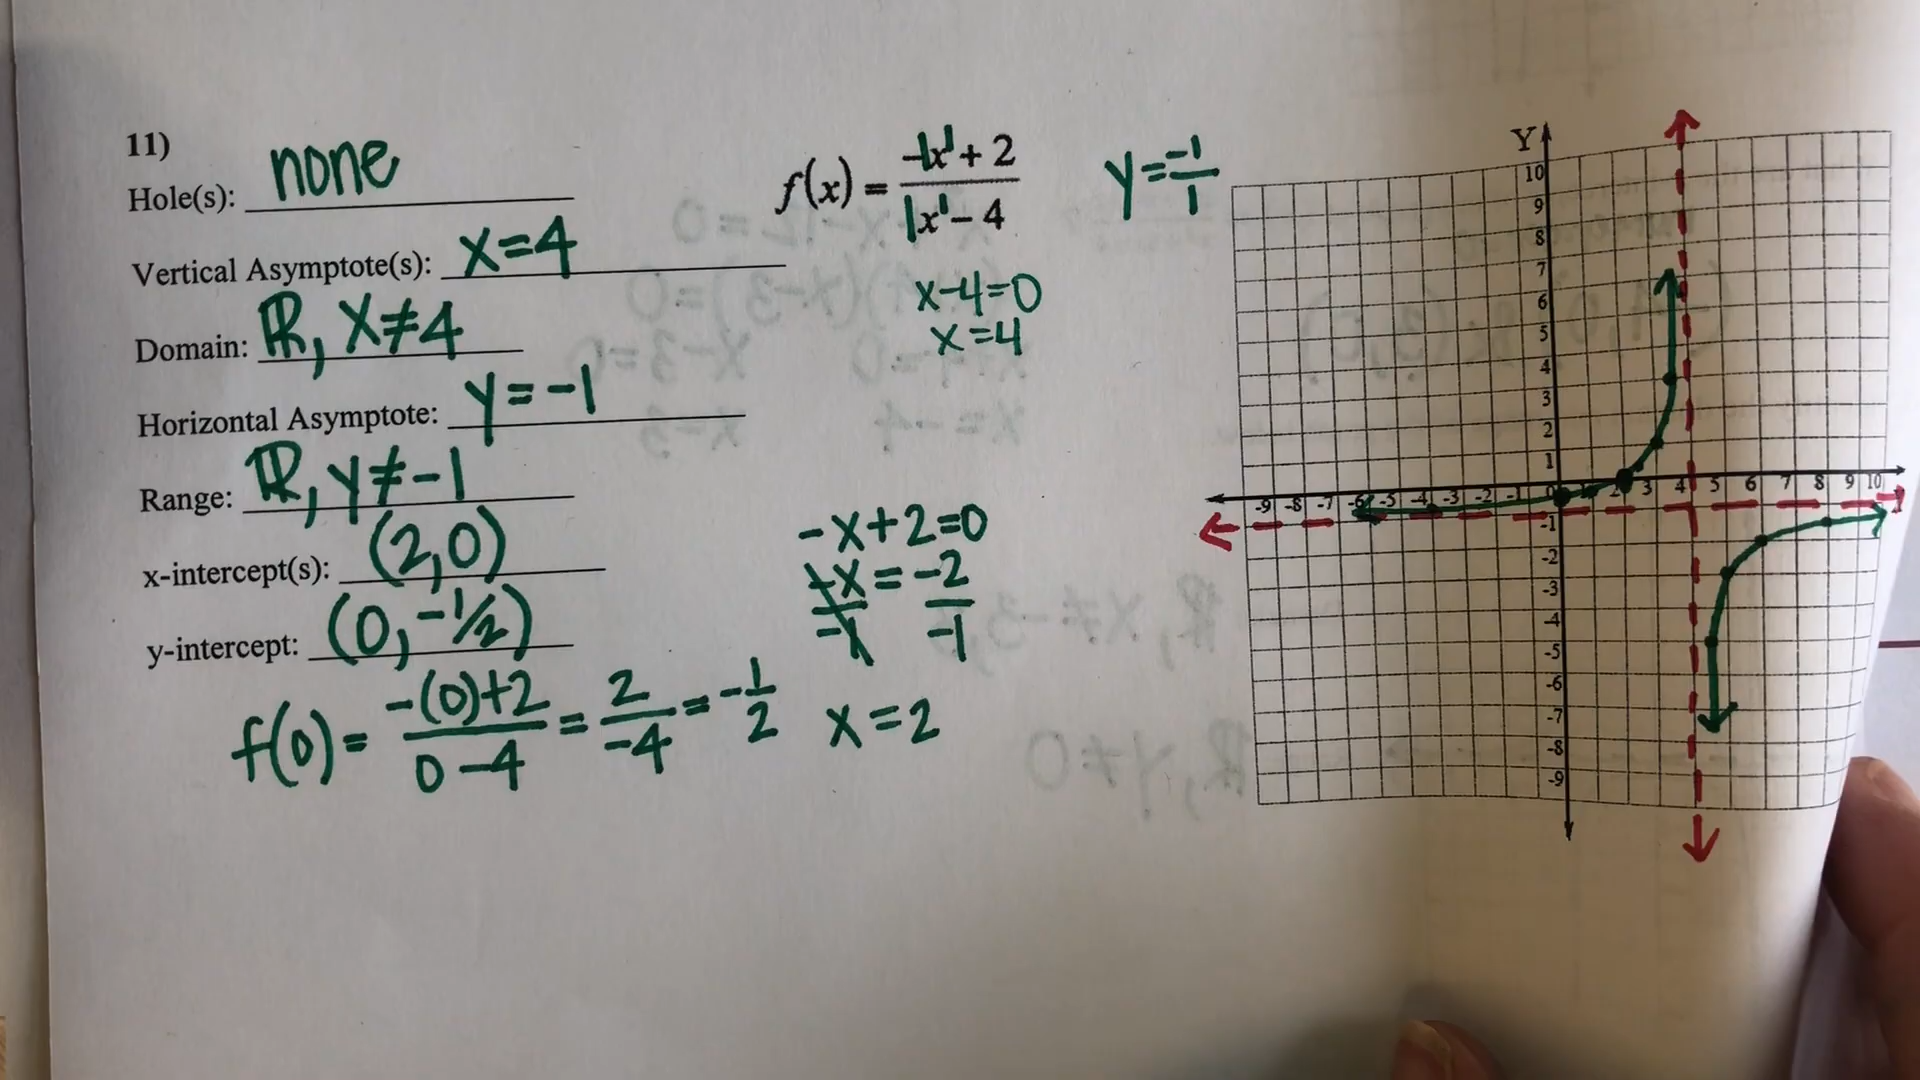 11)
Hole(s): none
Vertical Asymptote(s): x=4
Domain: ℝ, x≠4
Horizontal Asymptote: y=-1
Range: ℝ, y≠-1
x-intercept(s): (2,0)
y-intercept: (0,-1/2)
f(0)= -(0)+2/0-4 = 2/-4 = -1/2
f(x) = -1x¹+2/1x¹-4
y=-1/1
x-4=0
x=4
-x+2=0
-x/-1 = -2/-1
x=2
Y
10
9
8
7
6
5
4
3
2
1
-9 -8 -7 -6 -5 -4 -3 -2 -1 0 2 3 4 5 6 7 8 9 10
-1
-2
-3
-4
-5
-6
-7
-8
-9